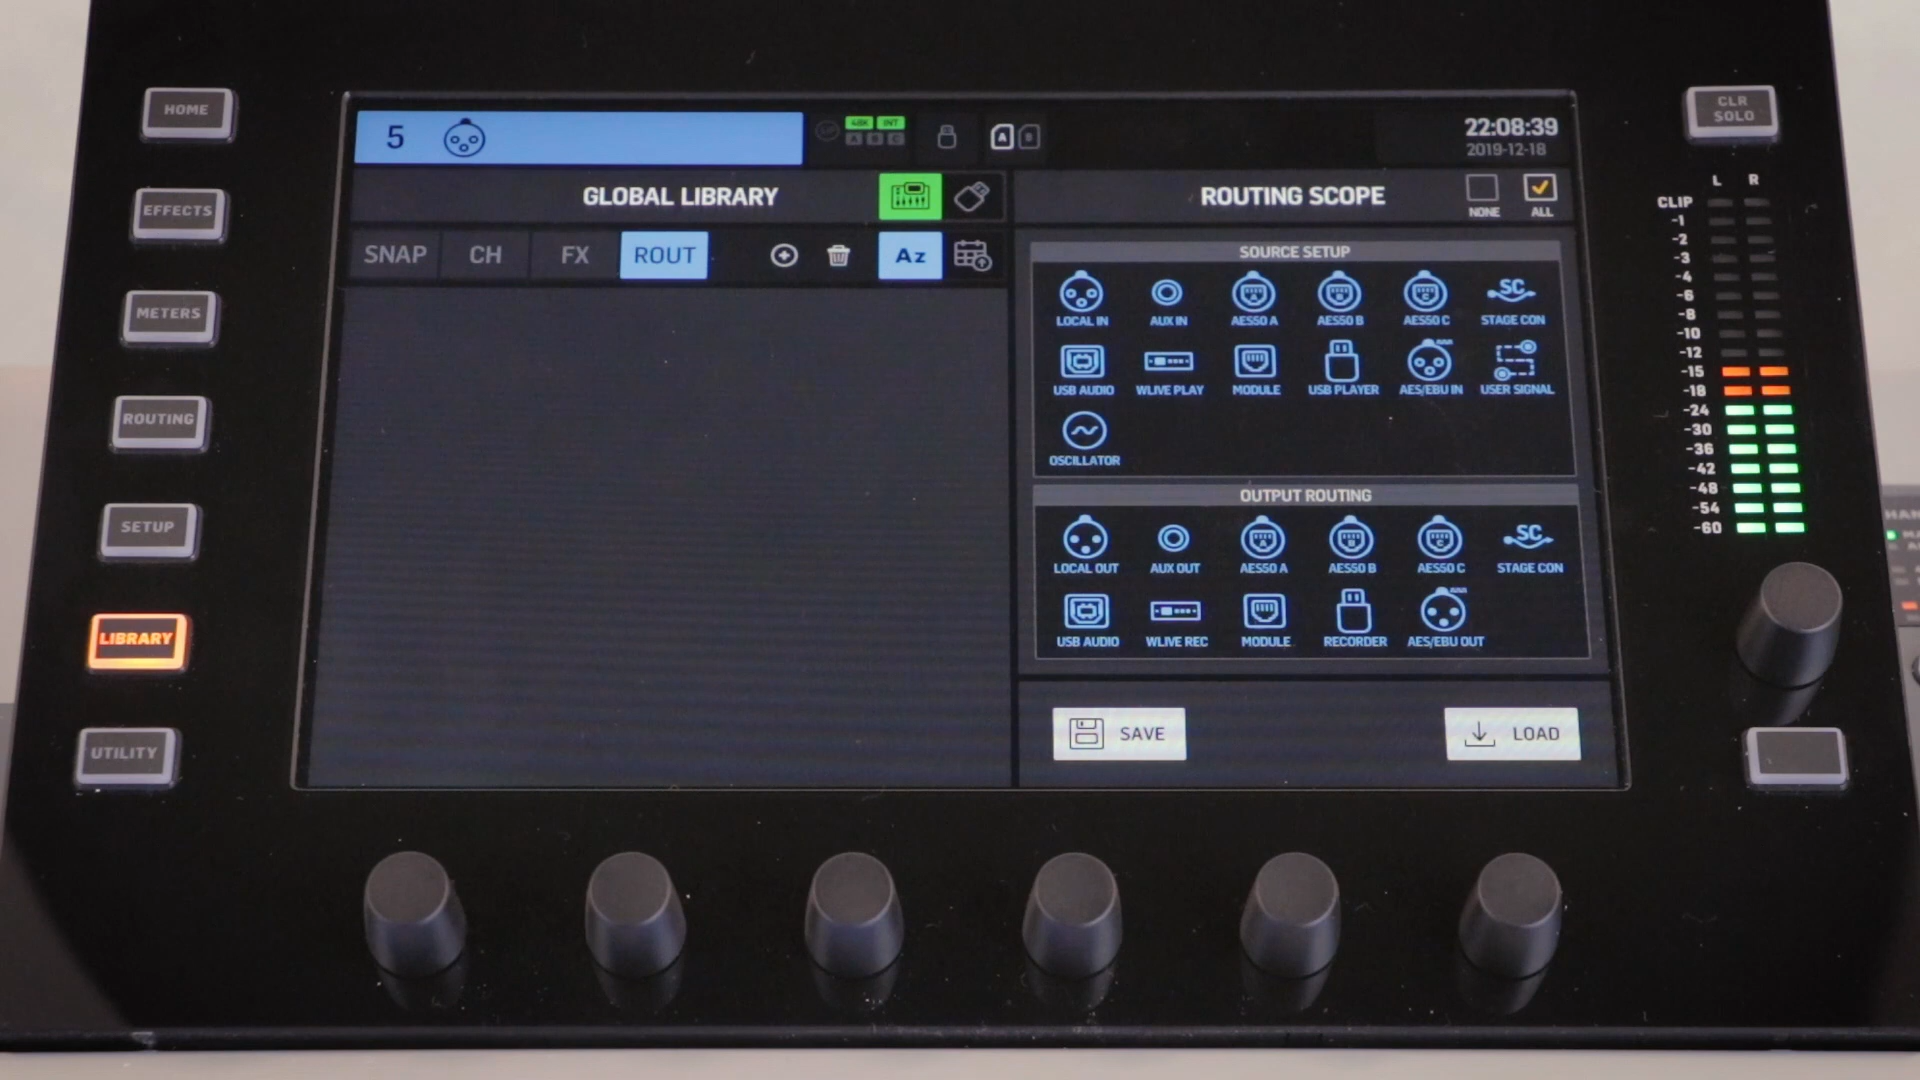 HOME
EFFECTS
METERS
ROUTING
SETUP
LIBRARY
UTILITY
5
48K INT
A B C
A B
22:08:39
2019-12-18
GLOBAL LIBRARY
SNAP CH FX ROUT Az
ROUTING SCOPE
NONE ALL
SOURCE SETUP
LOCAL IN AUX IN AES50 A AES50 B AES50 C STAGE CON
USB AUDIO WLIVE PLAY MODULE USB PLAYER AES/EBU IN USER SIGNAL
OSCILLATOR
OUTPUT ROUTING
LOCAL OUT AUX OUT AES50 A AES50 B AES50 C STAGE CON
USB AUDIO WLIVE REC MODULE RECORDER AES/EBU OUT
SAVE LOAD
CLR
SOLO
L R
CLIP
-1
-2
-3
-4
-6
-8
-10
-12
-15
-18
-24
-30
-36
-42
-48
-54
-60